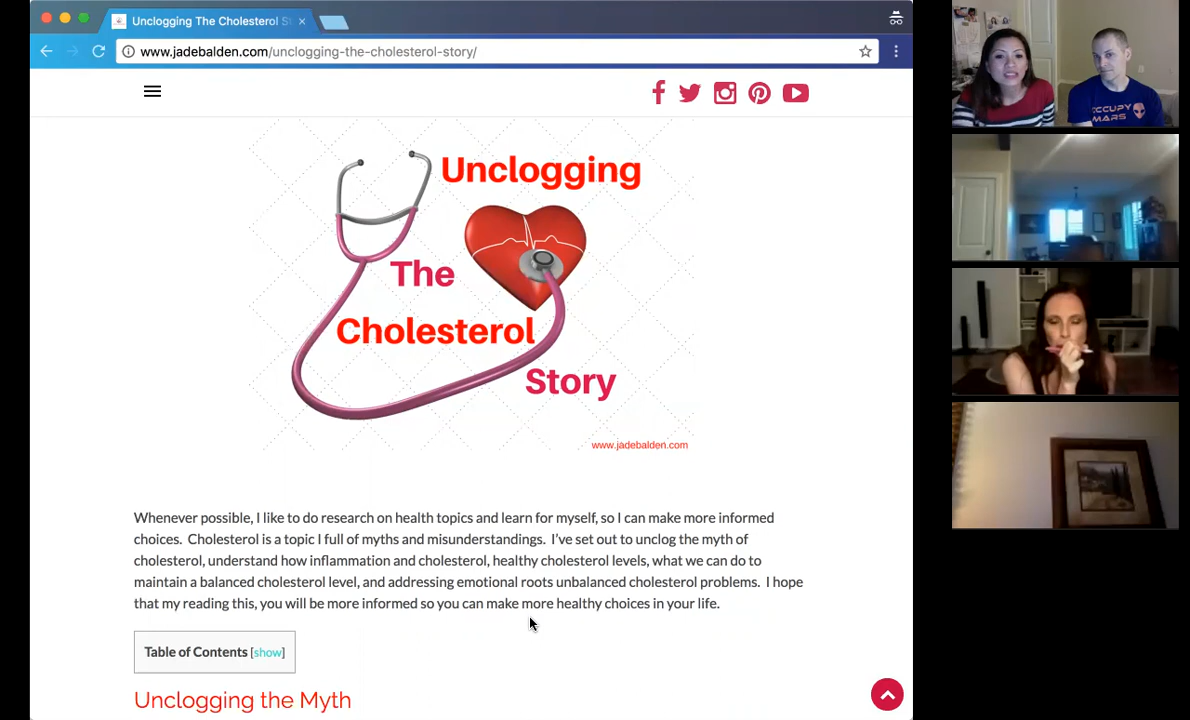 Unclogging The Cholesterol S
www.jadebalden.com/unclogging-the-cholesterol-story/
Unclogging
The
Cholesterol
Story
www.jadebalden.com
Whenever possible, I like to do research on health topics and learn for myself, so I can make more informed
choices. Cholesterol is a topic I full of myths and misunderstandings. I've set out to unclog the myth of
cholesterol, understand how inflammation and cholesterol, healthy cholesterol levels, what we can do to
maintain a balanced cholesterol level, and addressing emotional roots unbalanced cholesterol problems. I hope
that my reading this, you will be more informed so you can make more healthy choices in your life.
Table of Contents [show]
Unclogging the Myth
OCCUPY
MARS